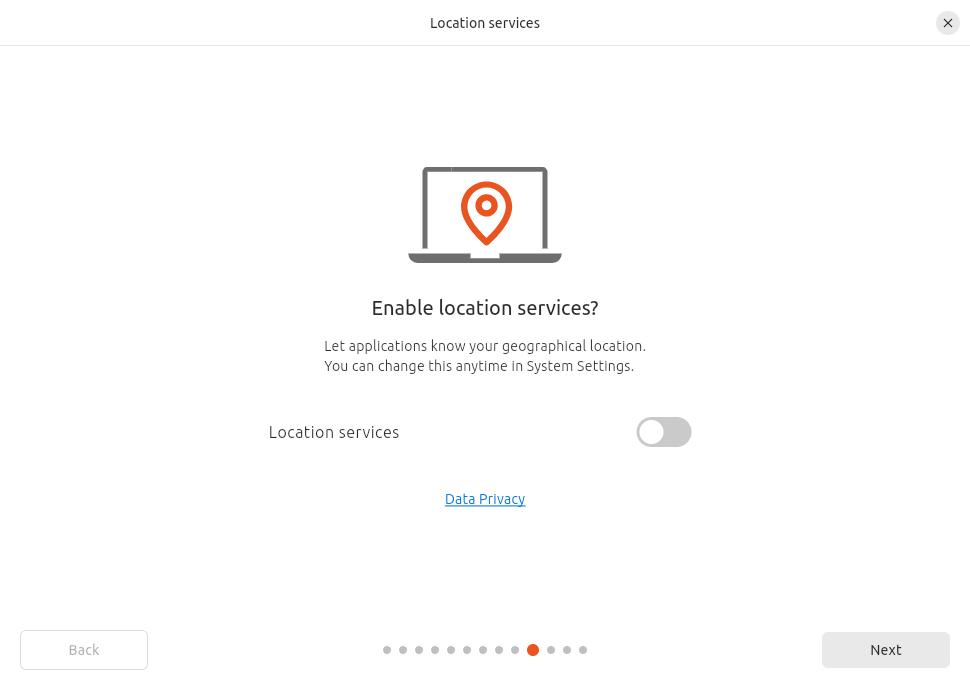 Location services
Enable location services?
Let applications know your geographical location.
You can change this anytime in System Settings.
Location services
Data Privacy
Back
Next